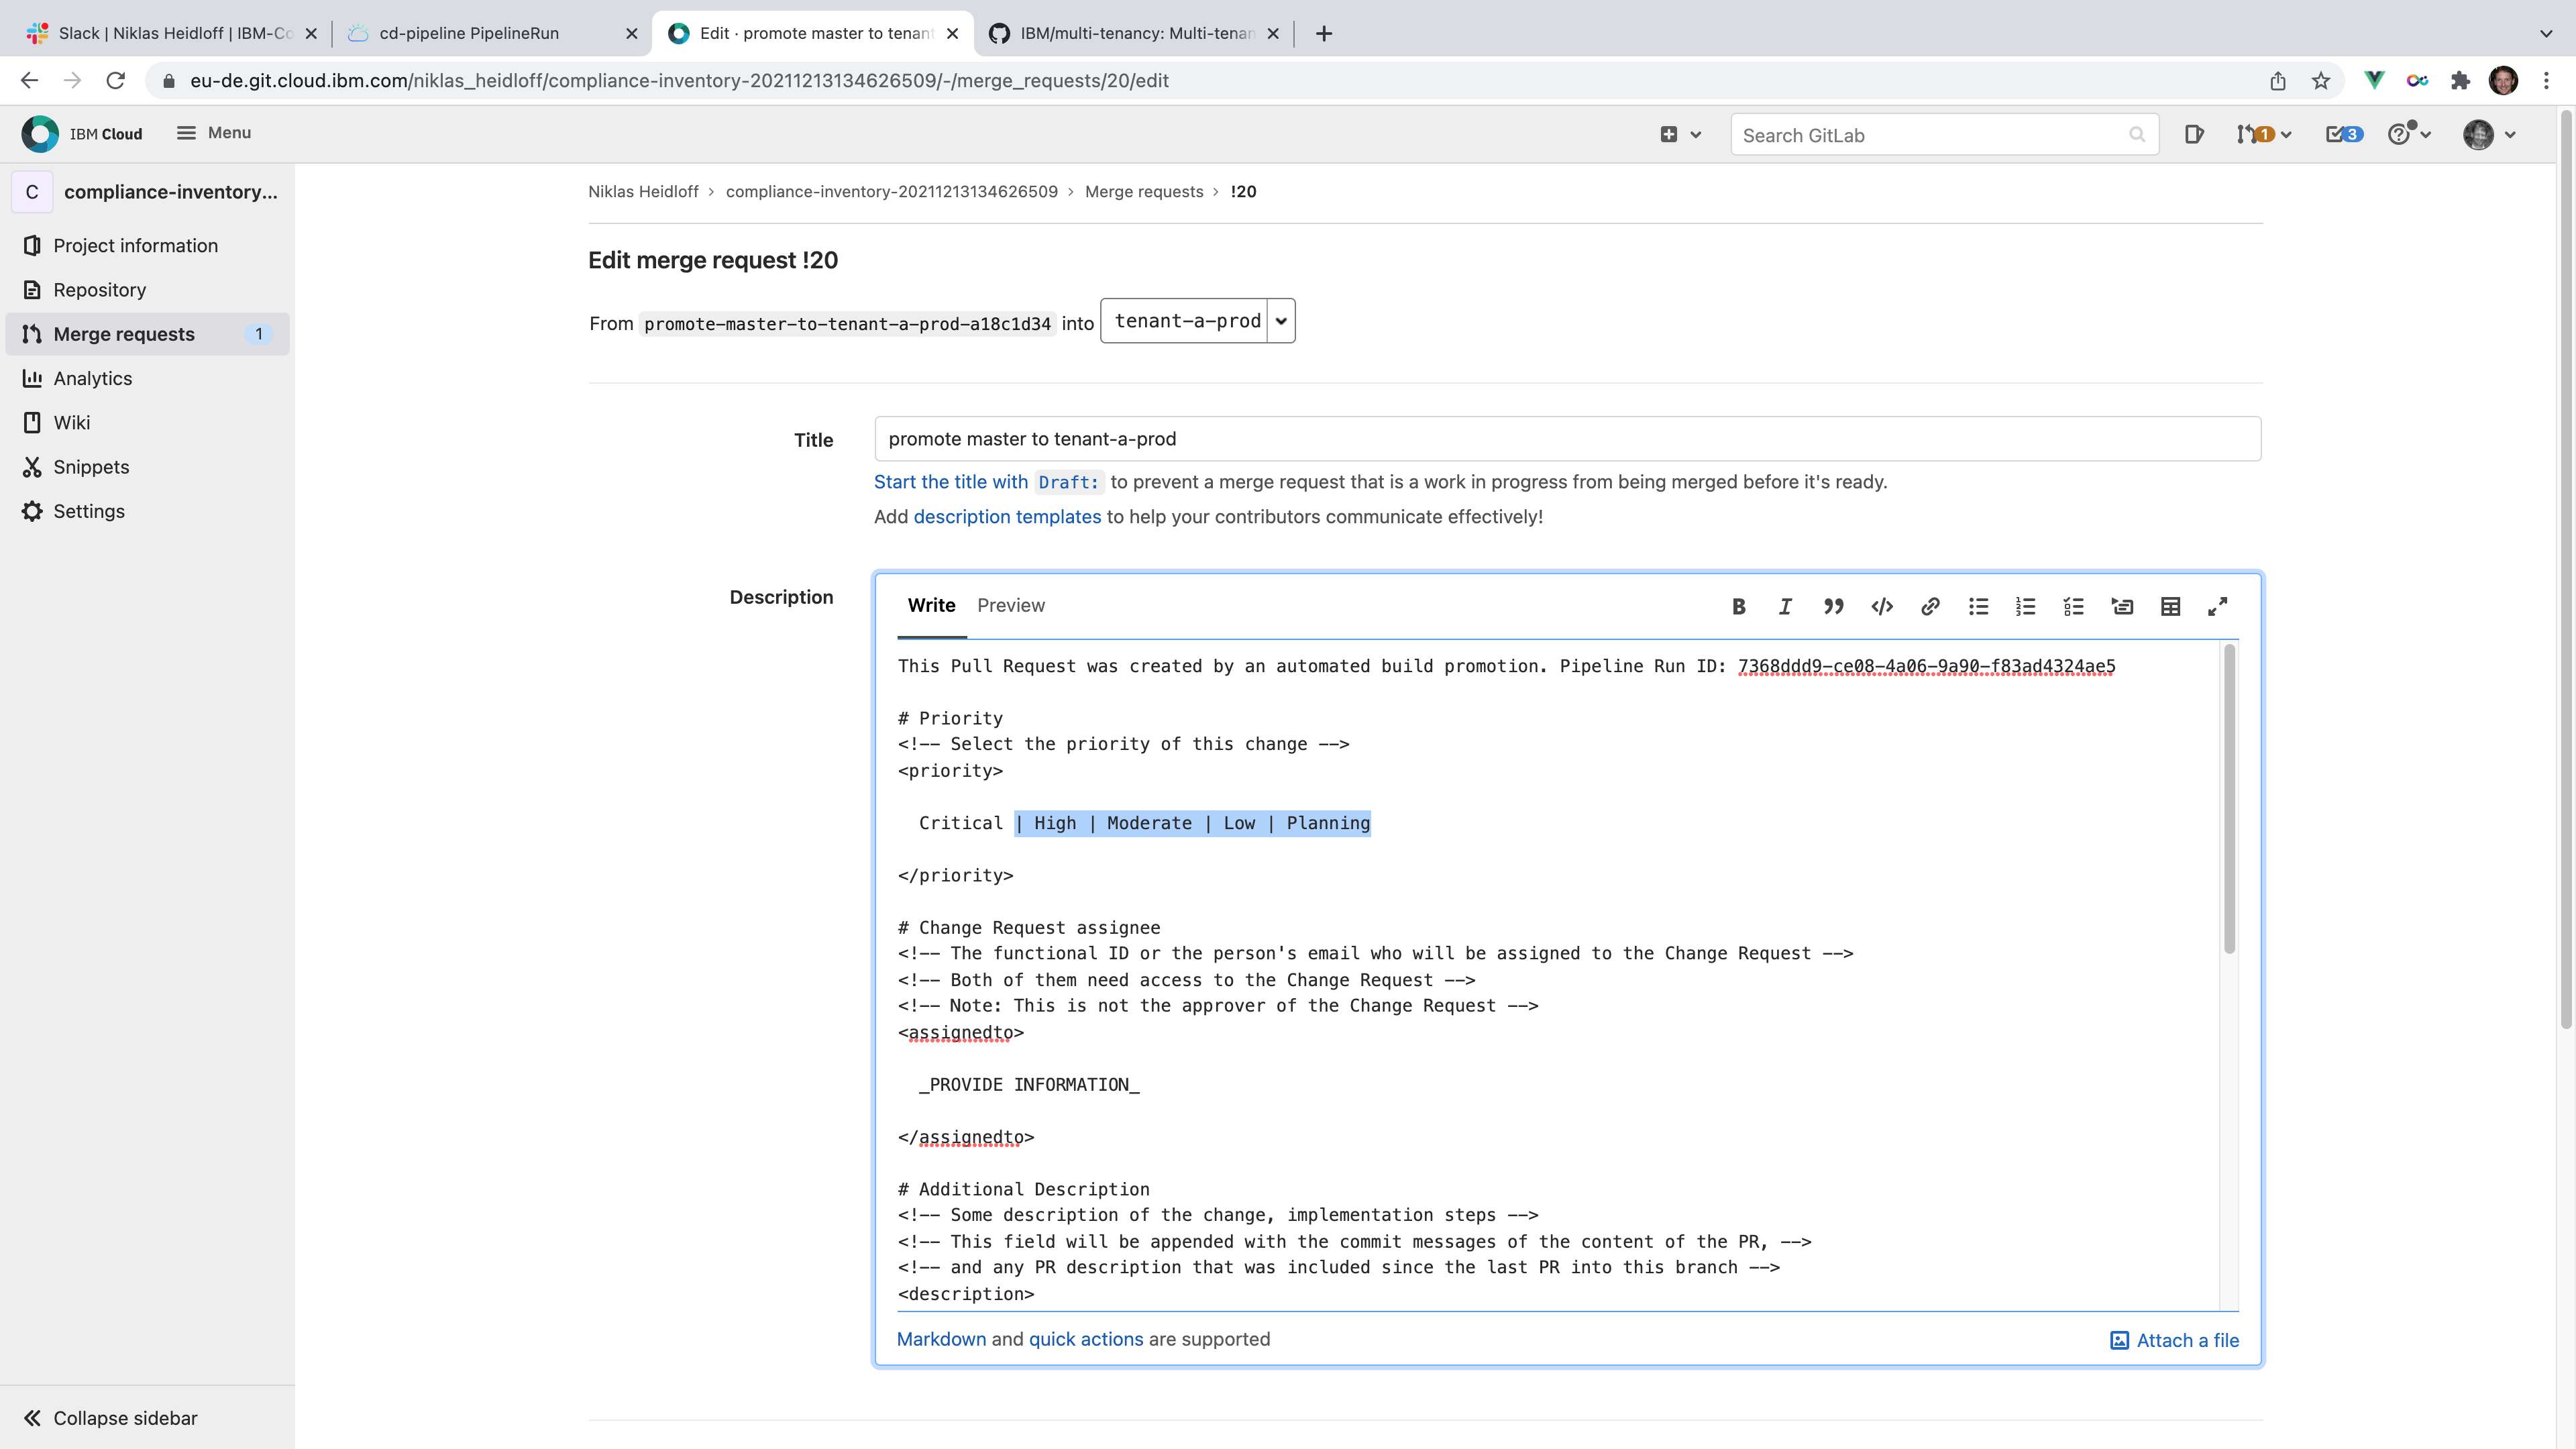 Slack | Niklas Heidloff | IBM-Co
cd-pipeline PipelineRun
Edit · promote master to tenant
IBM/multi-tenancy: Multi-tenan
eu-de.git.cloud.ibm.com/niklas_heidloff/compliance-inventory-20211213134626509/-/merge_requests/20/edit
IBM Cloud
Menu
Search GitLab
1
3
C
compliance-inventory...
Project information
Repository
Merge requests
1
Analytics
Wiki
Snippets
Settings
Collapse sidebar
Niklas Heidloff > compliance-inventory-20211213134626509 > Merge requests > !20
Edit merge request !20
From promote-master-to-tenant-a-prod-a18c1d34 into tenant-a-prod
Title
promote master to tenant-a-prod
Start the title with Draft: to prevent a merge request that is a work in progress from being merged before it's ready.
Add description templates to help your contributors communicate effectively!
Description
Write
Preview
This Pull Request was created by an automated build promotion. Pipeline Run ID: 7368ddd9-ce08-4a06-9a90-f83ad4324ae5
# Priority
<!-- Select the priority of this change -->
<priority>
Critical | High | Moderate | Low | Planning
</priority>
# Change Request assignee
<!-- The functional ID or the person's email who will be assigned to the Change Request -->
<!-- Both of them need access to the Change Request -->
<!-- Note: This is not the approver of the Change Request -->
<assignedto>
_PROVIDE INFORMATION_
</assignedto>
# Additional Description
<!-- Some description of the change, implementation steps -->
<!-- This field will be appended with the commit messages of the content of the PR, -->
<!-- and any PR description that was included since the last PR into this branch -->
<description>
Markdown and quick actions are supported
Attach a file